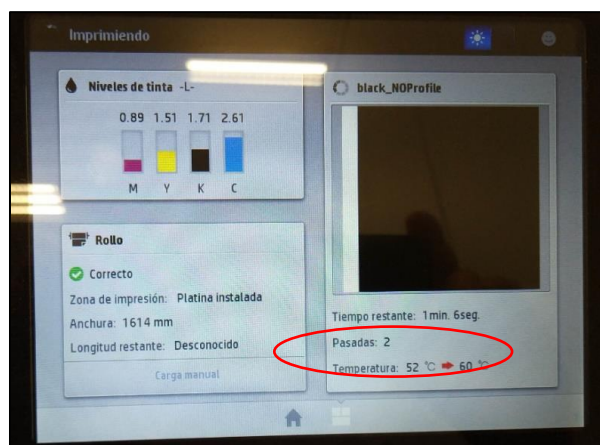 Imprimiendo
Niveles de tinta -L-
0.89 1.51 1.71 2.61
M Y K C
Rollo
Correcto
Zona de impresión: Platina instalada
Anchura: 1614 mm
Longitud restante: Desconocido
Carga manual
black_NOProfile
Tiempo restante: 1min. 6seg.
Pasadas: 2
Temperatura: 52 °C 60 °C